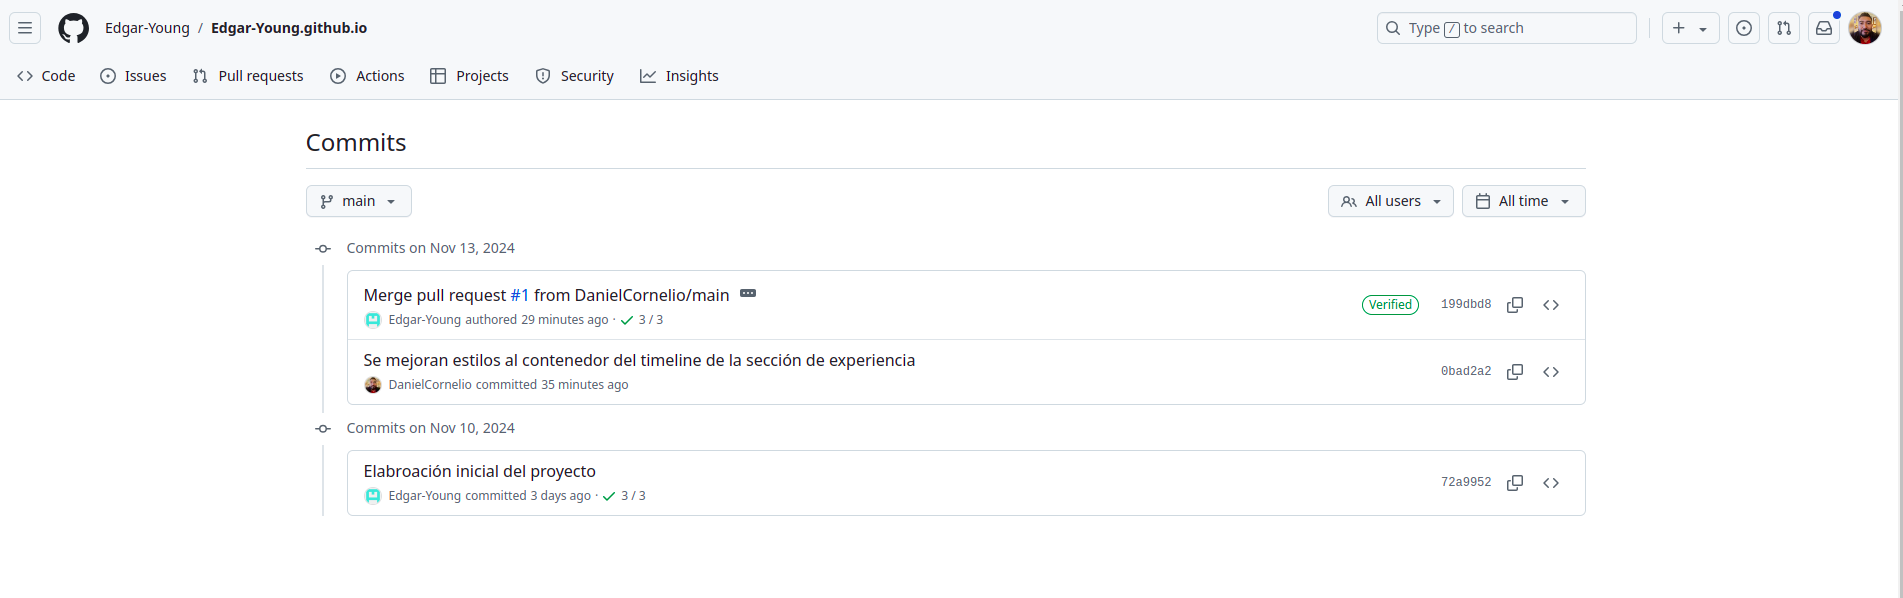 Edgar-Young / Edgar-Young.github.io
Type / to search
Code Issues Pull requests Actions Projects Security Insights
Commits
main
All users All time
Commits on Nov 13, 2024
Merge pull request #1 from DanielCornelio/main
Edgar-Young authored 29 minutes ago · 3 / 3
Verified 199dbd8
Se mejoran estilos al contenedor del timeline de la sección de experiencia
DanielCornelio committed 35 minutes ago
0bad2a2
Commits on Nov 10, 2024
Elabroación inicial del proyecto
Edgar-Young committed 3 days ago · 3 / 3
72a9952